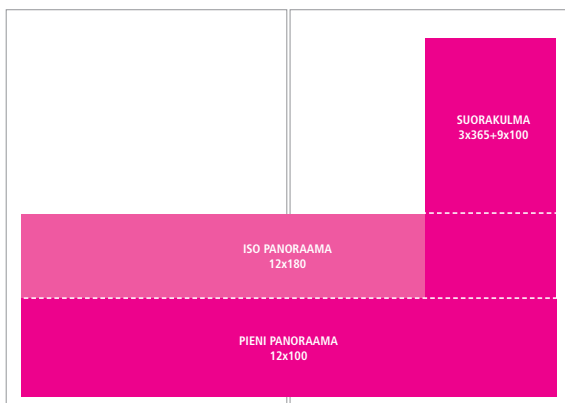 SUORAKULMA
3x365+9x100
ISO PANORAAMA
12x180
PIENI PANORAAMA
12x100